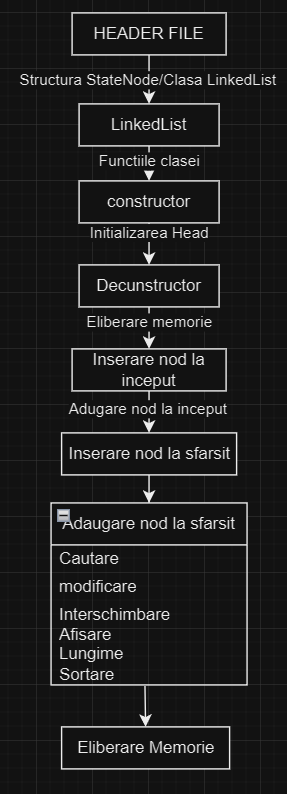 HEADER FILE
Structura StateNode/Clasa LinkedList
LinkedList
Functiile clasei
constructor
Initializarea Head
Decunstructor
Eliberare memorie
Inserare nod la
inceput
Adugare nod la inceput
Inserare nod la sfarsit
Adaugare nod la sfarsit
Cautare
modificare
Interschimbare
Afisare
Lungime
Sortare
Eliberare Memorie